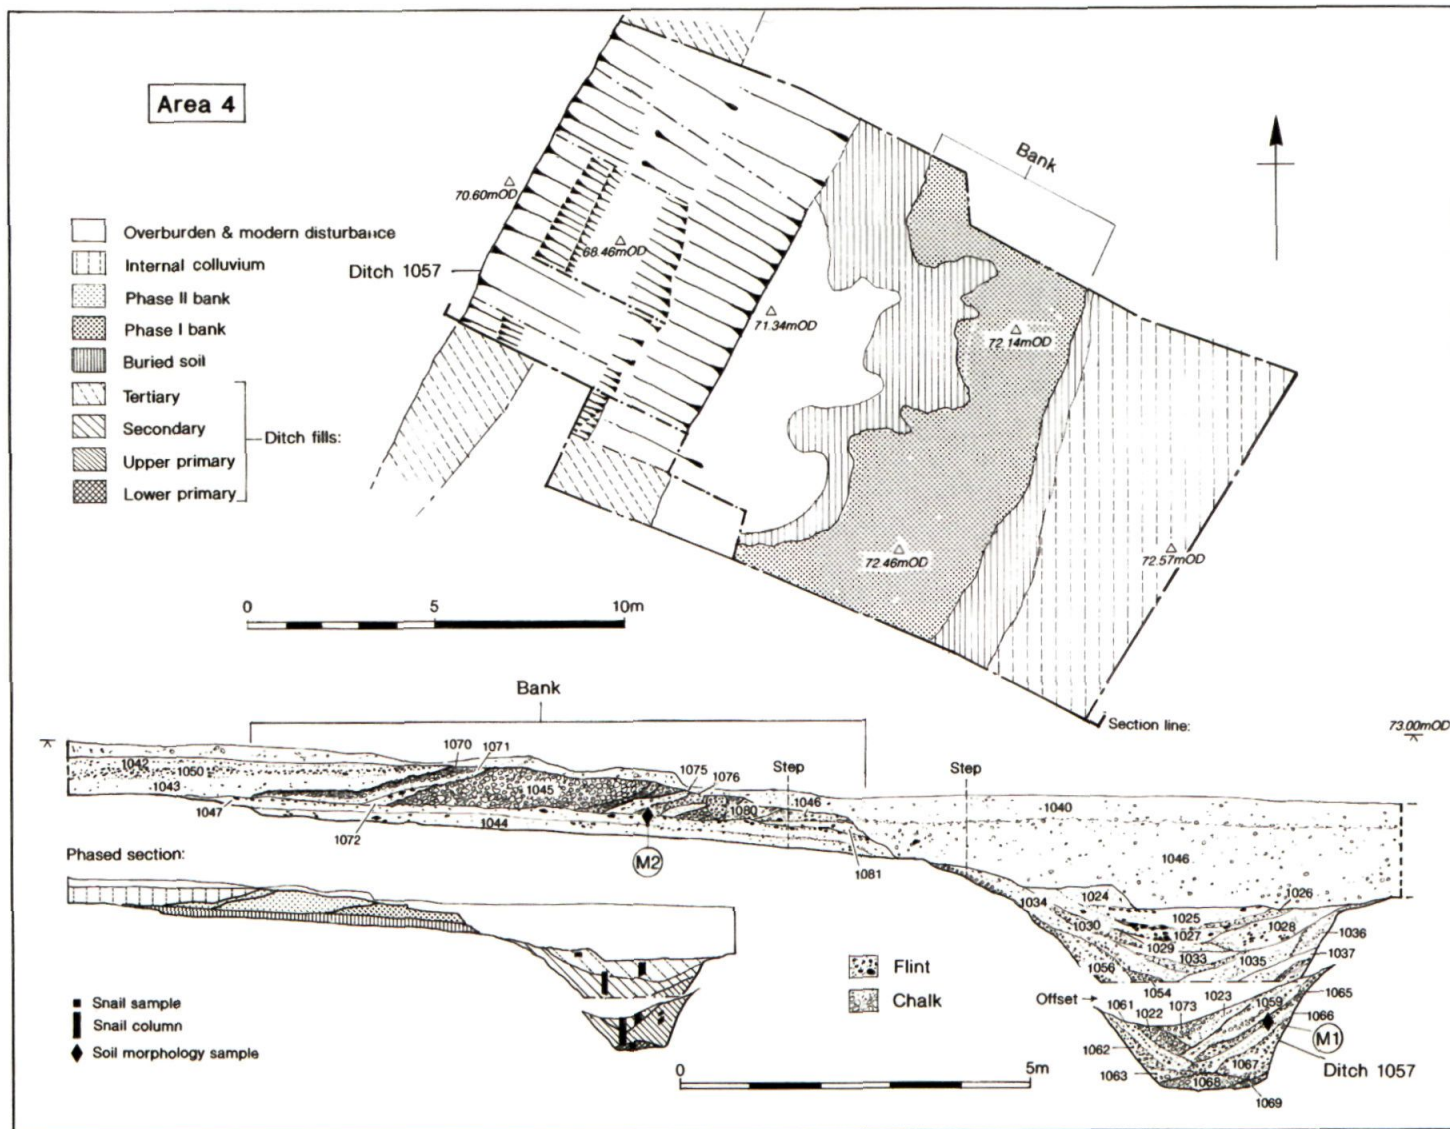 Area 4
Bank
70.60mOD
68.46mOD
Ditch 1057
71.34mOD
72.14mOD
72.46mOD
72.57mOD
Overburden & modern disturbance
Internal colluvium
Phase II bank
Phase I bank
Buried soil
Tertiary
Secondary
Upper primary
Lower primary
Ditch fills:
0 5 10m
Section line:
73.00mOD
Bank
1070
1071
1042
1050
1043
1045
1075
1076
Step
Step
1080
1046
1040
1047
1072
1044
M2
1081
1046
Phased section:
1024
1026
1034
1025
1030
1027
1028
1036
1029
1033
1035
1037
1056
1054
Offset
1061
1023
1059
1065
1022
1073
1066
M1
1062
1063
1067
1068
1069
Ditch 1057
Flint
Chalk
Snail sample
Snail column
Soil morphology sample
0 5m